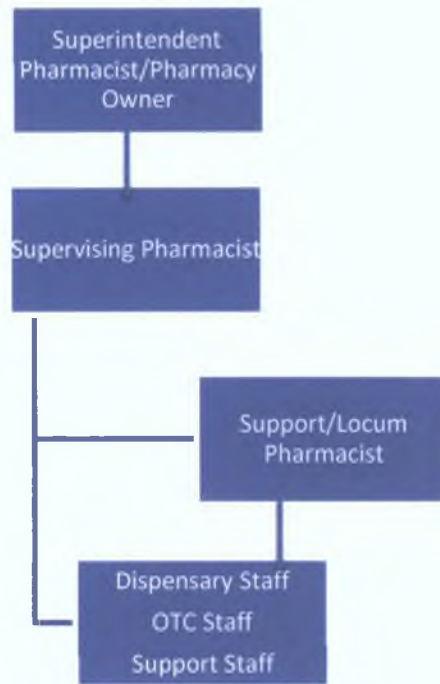 Superintendent
Pharmacist/Pharmacy
Owner
Supervising Pharmacist
Support/Locum
Pharmacist
Dispensary Staff
OTC Staff
Support Staff